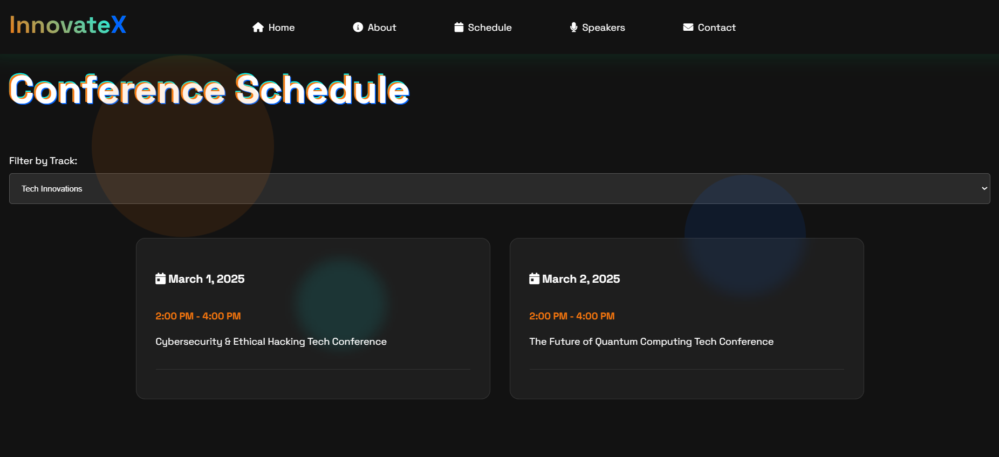 InnovateX
Home About Schedule Speakers Contact
Conference Schedule
Filter by Track:
Tech Innovations
March 1, 2025
2:00 PM - 4:00 PM
Cybersecurity & Ethical Hacking Tech Conference
March 2, 2025
2:00 PM - 4:00 PM
The Future of Quantum Computing Tech Conference